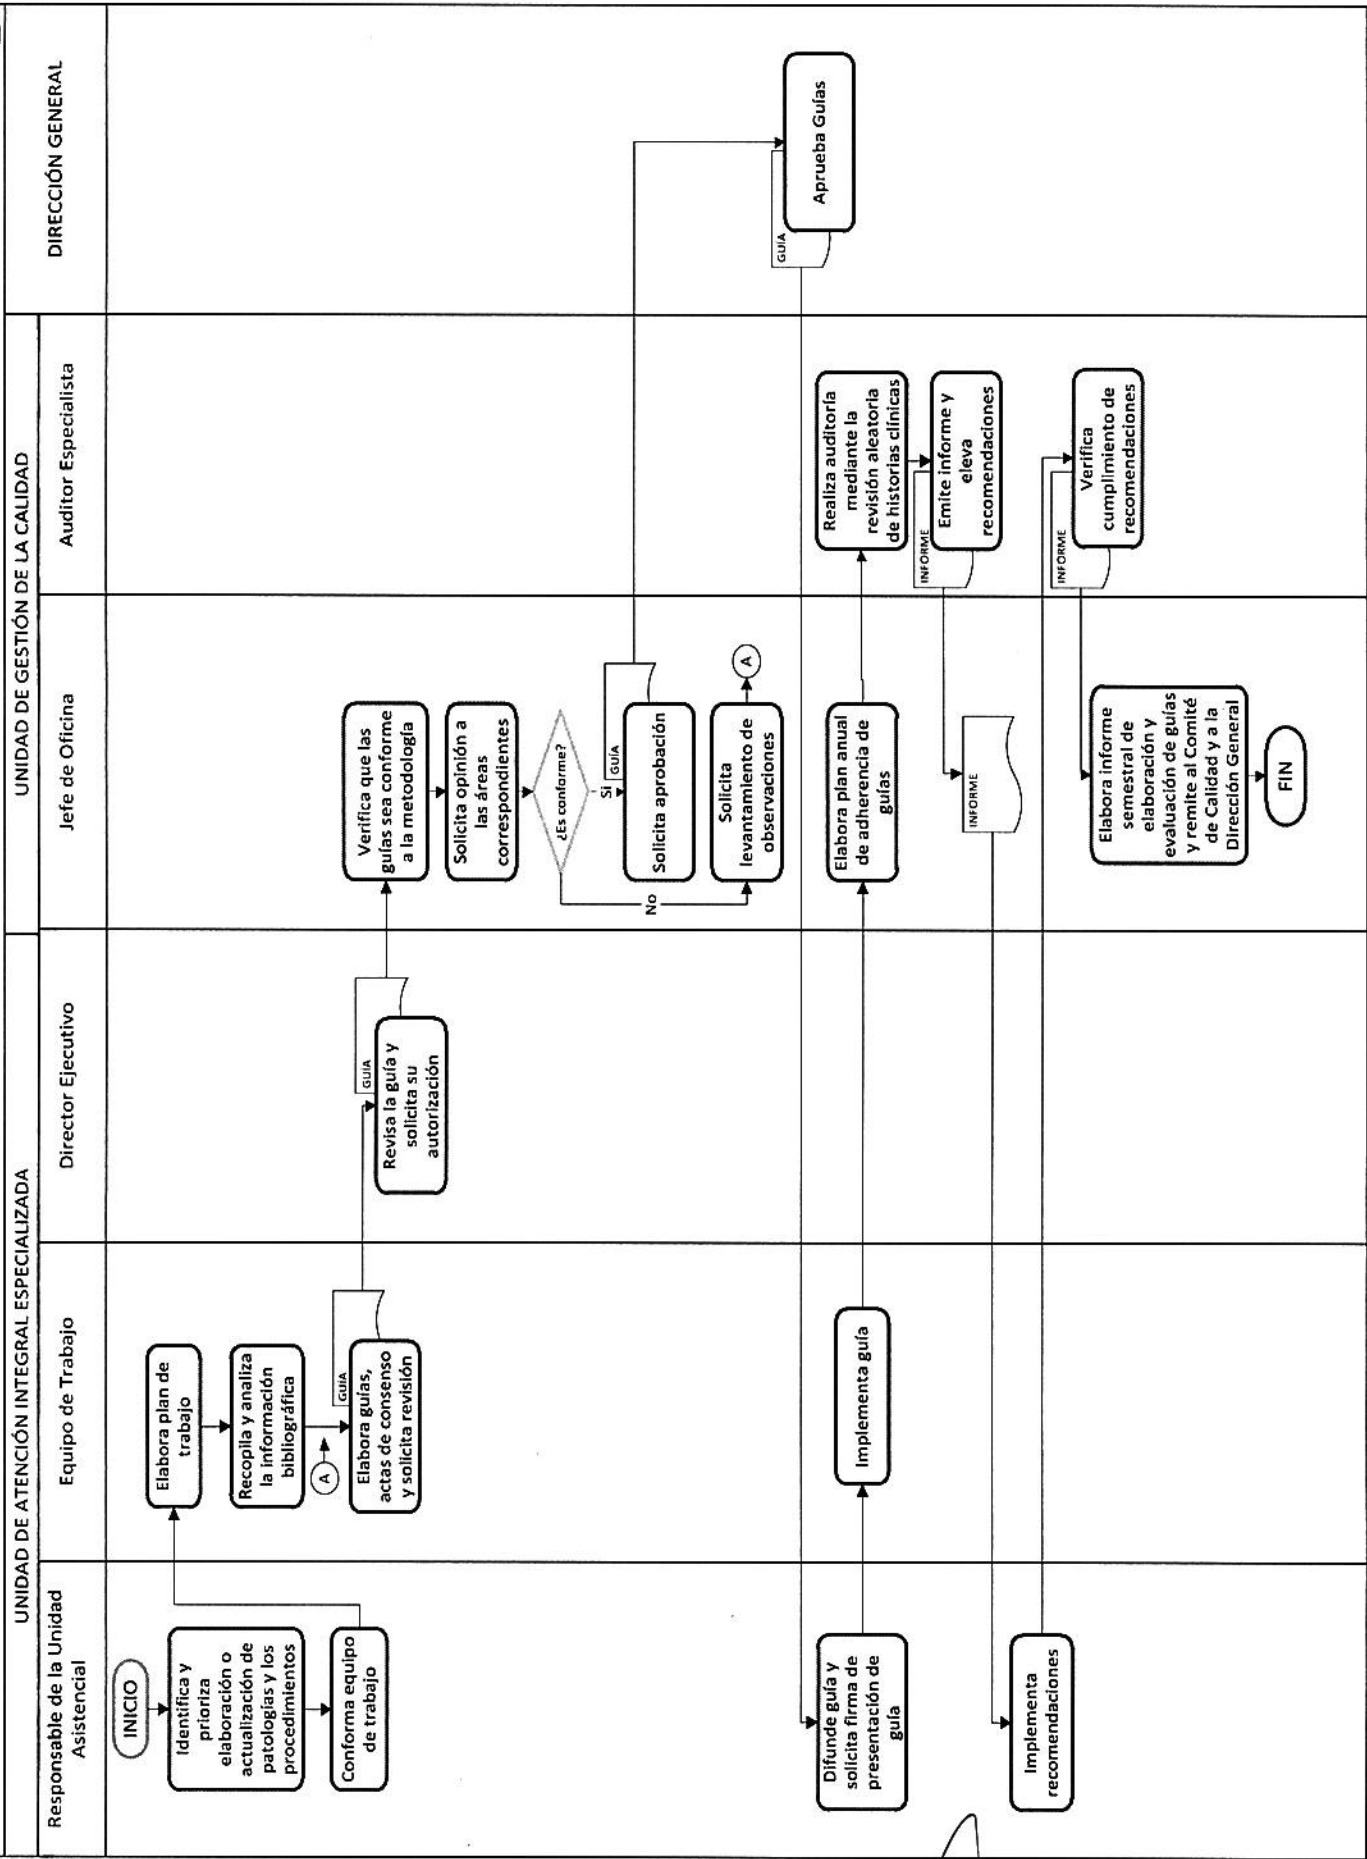 UNIDAD DE ATENCIÓN INTEGRAL ESPECIALIZADA
UNIDAD DE GESTIÓN DE LA CALIDAD
DIRECCIÓN GENERAL
Responsable de la Unidad
Asistencial
Equipo de Trabajo
Director Ejecutivo
Jefe de Oficina
Auditor Especialista
INICIO
Identifica y
prioriza
elaboración o
actualización de
patologías y los
procedimientos
Conforma equipo
de trabajo
Elabora plan de
trabajo
Recopila y analiza
la información
bibliográfica
A
GUÍA
Elabora guías,
actas de consenso
y solicita revisión
GUÍA
Revisa la guía y
solicita su
autorización
Verifica que las
guías sea conforme
a la metodología
Solicita opinión a
las áreas
correspondientes
¿Es conforme?
Si
No
GUÍA
Solicita aprobación
Solicita
levantamiento de
observaciones
A
GUÍA
Aprueba Guías
Difunde guía y
solicita firma de
presentación de
guía
Implementa guía
Elabora plan anual
de adherencia de
guías
Realiza auditoría
mediante la
revisión aleatoria
de historias clínicas
INFORME
Emite informe y
eleva
recomendaciones
INFORME
Implementa
recomendaciones
INFORME
Verifica
cumplimiento de
recomendaciones
Elabora informe
semestral de
elaboración y
evaluación de guías
y remite al Comité
de Calidad y a la
Dirección General
FIN